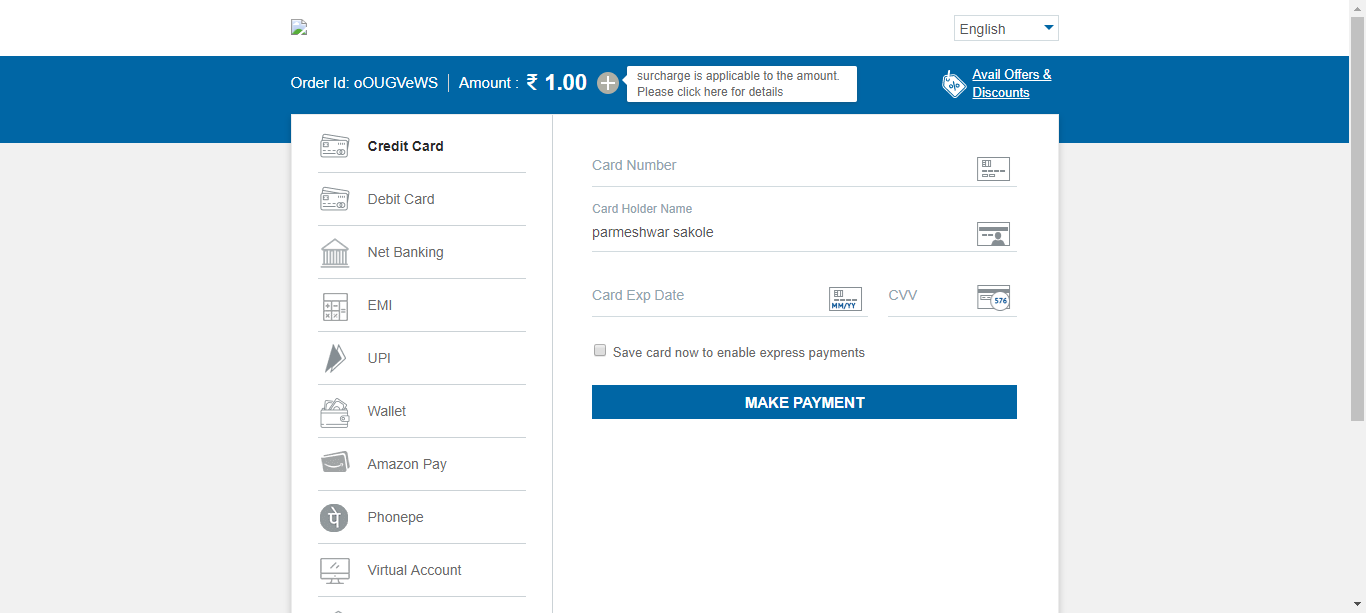 English
Order Id: oOUGVeWS | Amount : ₹ 1.00
surcharge is applicable to the amount.
Please click here for details
Avail Offers &
Discounts
Credit Card
Debit Card
Net Banking
EMI
UPI
Wallet
Amazon Pay
पे
Phonepe
Virtual Account
Card Number
Card Holder Name
parmeshwar sakole
Card Exp Date
MM/YY
CVV
576
Save card now to enable express payments
MAKE PAYMENT